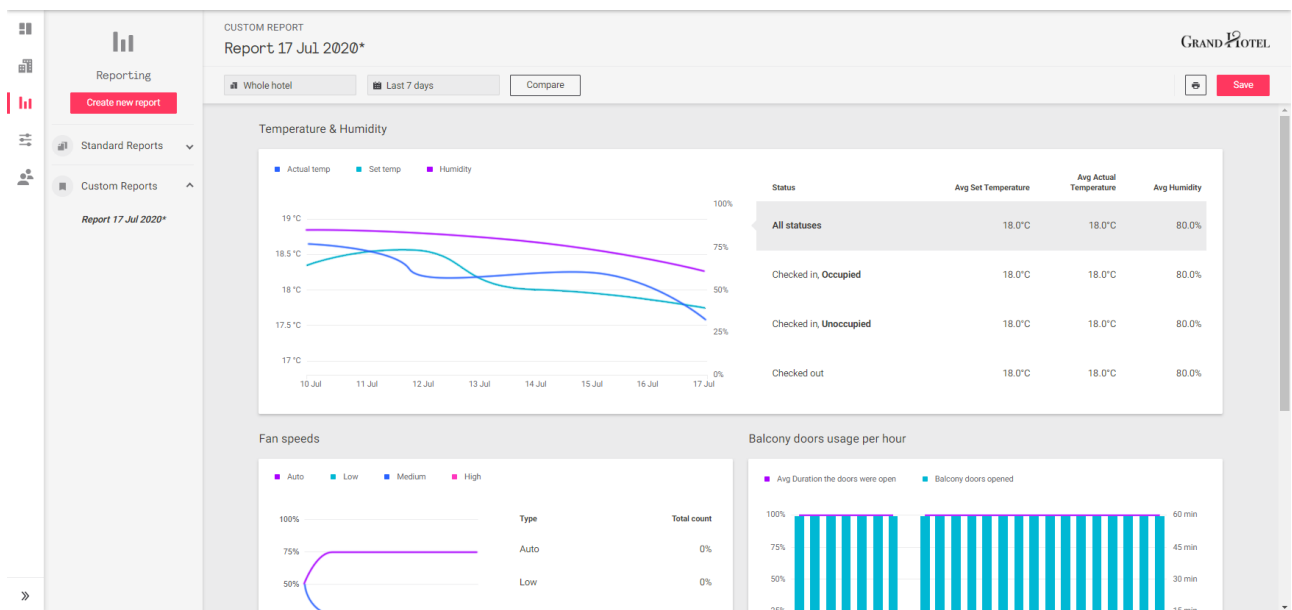 CUSTOM REPORT
Report 17 Jul 2020*
GRAND HOTEL
Reporting
Create new report
Standard Reports
Custom Reports
Report 17 Jul 2020*
Whole hotel
Last 7 days
Compare
Save
Temperature & Humidity
Actual temp
Set temp
Humidity
19 °C
18.5 °C
18 °C
17.5 °C
17 °C
100%
75%
50%
25%
0%
10 Jul
11 Jul
12 Jul
13 Jul
14 Jul
15 Jul
16 Jul
17 Jul
Status
Avg Set Temperature
Avg Actual
Temperature
Avg Humidity
All statuses
18.0°C
18.0°C
80.0%
Checked in, Occupied
18.0°C
18.0°C
80.0%
Checked in, Unoccupied
18.0°C
18.0°C
80.0%
Checked out
18.0°C
18.0°C
80.0%
Fan speeds
Auto
Low
Medium
High
100%
75%
50%
Type
Total count
Auto
0%
Low
0%
Balcony doors usage per hour
Avg Duration the doors were open
Balcony doors opened
100%
75%
50%
25%
60 min
45 min
30 min
15 min